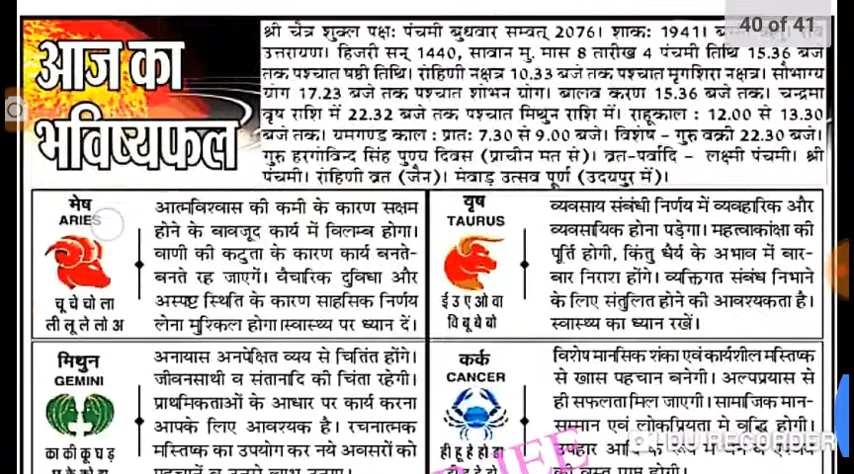 40 of 41
आज का
भविष्यफल
श्री चैत्र शुक्ल पक्षः पंचमी बुधवार सम्वत् 2076। शाकः 1941।
उत्तरायण। हिजरी सन् 1440, सावान मु. मास 8 तारीख 4 पंचमी तिथि 15.36 बजे
तक पश्चात षष्ठी तिथि। रोहिणी नक्षत्र 10.33 बजे तक पश्चात मृगशिरा नक्षत्र। सौभाग्य
योग 17.23 बजे तक पश्चात शोभन योग। बालव करण 15.36 बजे तक। चन्द्रमा
वृष राशि में 22.32 बजे तक पश्चात मिथुन राशि में। राहूकाल : 12.00 से 13.30
बजे तक। यमगण्ड काल : प्रातः 7.30 से 9.00 बजे। विशेष - गुरु वक्री 22.30 बजे।
गुरु हरगोविन्द सिंह पुण्य दिवस (प्राचीन मत से)। व्रत-पर्वादि - लक्ष्मी पंचमी। श्री
पंचमी। रोहिणी व्रत (जैन)। मेवाड़ उत्सव पूर्ण (उदयपुर में)।
मेष
ARIES
चू चे चो ला
ली लू ले लो अ
आत्मविश्वास की कमी के कारण सक्षम
होने के बावजूद कार्य में विलम्ब होगा।
वाणी की कटुता के कारण कार्य बनते-
बनते रह जाएगें। वैचारिक दुविधा और
अस्पष्ट स्थिति के कारण साहसिक निर्णय
लेना मुश्किल होगा।स्वास्थ्य पर ध्यान दें।
वृष
TAURUS
ई उ ए ओ वा
वि वू वे वो
व्यवसाय संबंधी निर्णय में व्यवहारिक और
व्यवसायिक होना पड़ेगा। महत्वाकांक्षा की
पूर्ति होगी, किंतु धैर्य के अभाव में बार-
बार निराश होंगे। व्यक्तिगत संबंध निभाने
के लिए संतुलित होने की आवश्यकता है।
स्वास्थ्य का ध्यान रखें।
मिथुन
GEMINI
का की कू घ ड़
अनायास अनपेक्षित व्यय से चिंतित होंगे।
जीवनसाथी व संतानादि की चिंता रहेगी।
प्राथमिकताओं के आधार पर कार्य करना
आपके लिए आवश्यक है। रचनात्मक
मस्तिष्क का उपयोग कर नये अवसरों को
कर्क
CANCER
ही हू हे हो डा
विशेष मानसिक शंका एवं कार्यशील मस्तिष्क
से खास पहचान बनेगी। अल्पप्रयास से
ही सफलता मिल जाएगी। सामाजिक मान-
सम्मान एवं लोकप्रियता मे वृद्धि होगी।
उपहार
DU RECORDER